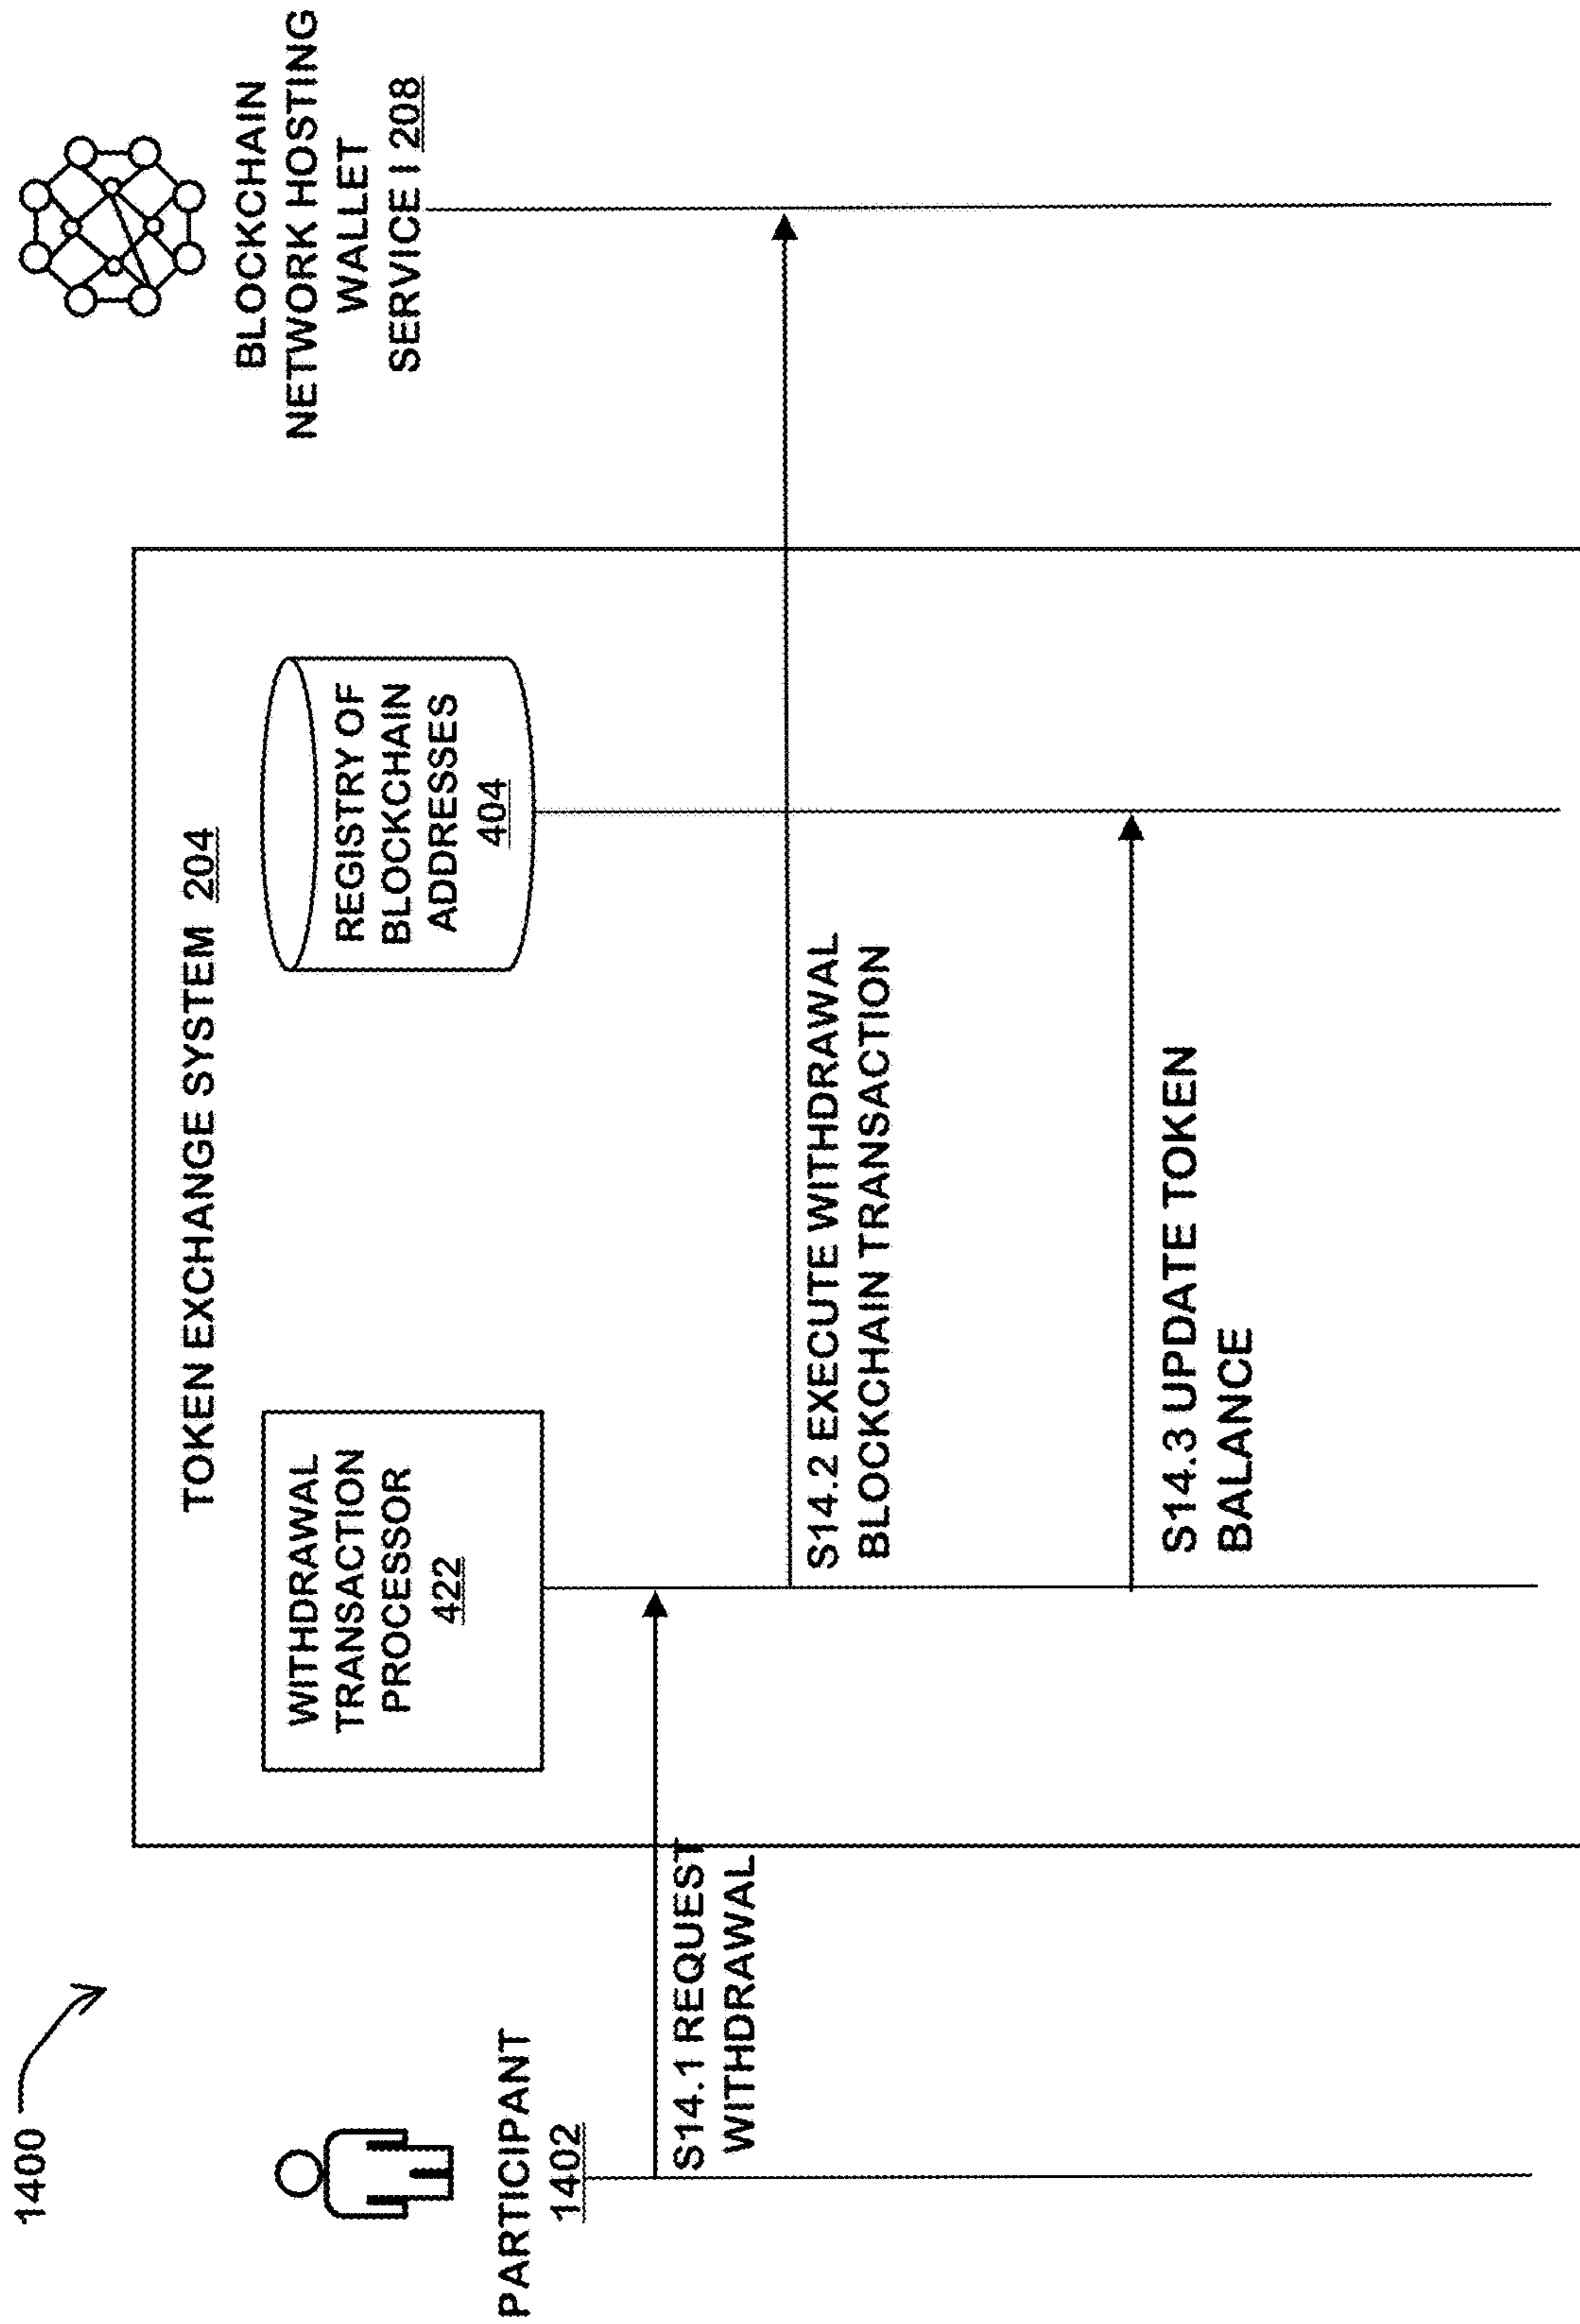 1400
TOKEN EXCHANGE SYSTEM 204
PARTICIPANT
1402
WITHDRAWAL
TRANSACTION
PROCESSOR
422
REGISTRY OF
BLOCKCHAIN
ADDRESSES
404
BLOCKCHAIN
NETWORK HOSTING
WALLET
SERVICE I 208
S14.1 REQUEST
WITHDRAWAL
S14.2 EXECUTE WITHDRAWAL
BLOCKCHAIN TRANSACTION
S14.3 UPDATE TOKEN
BALANCE